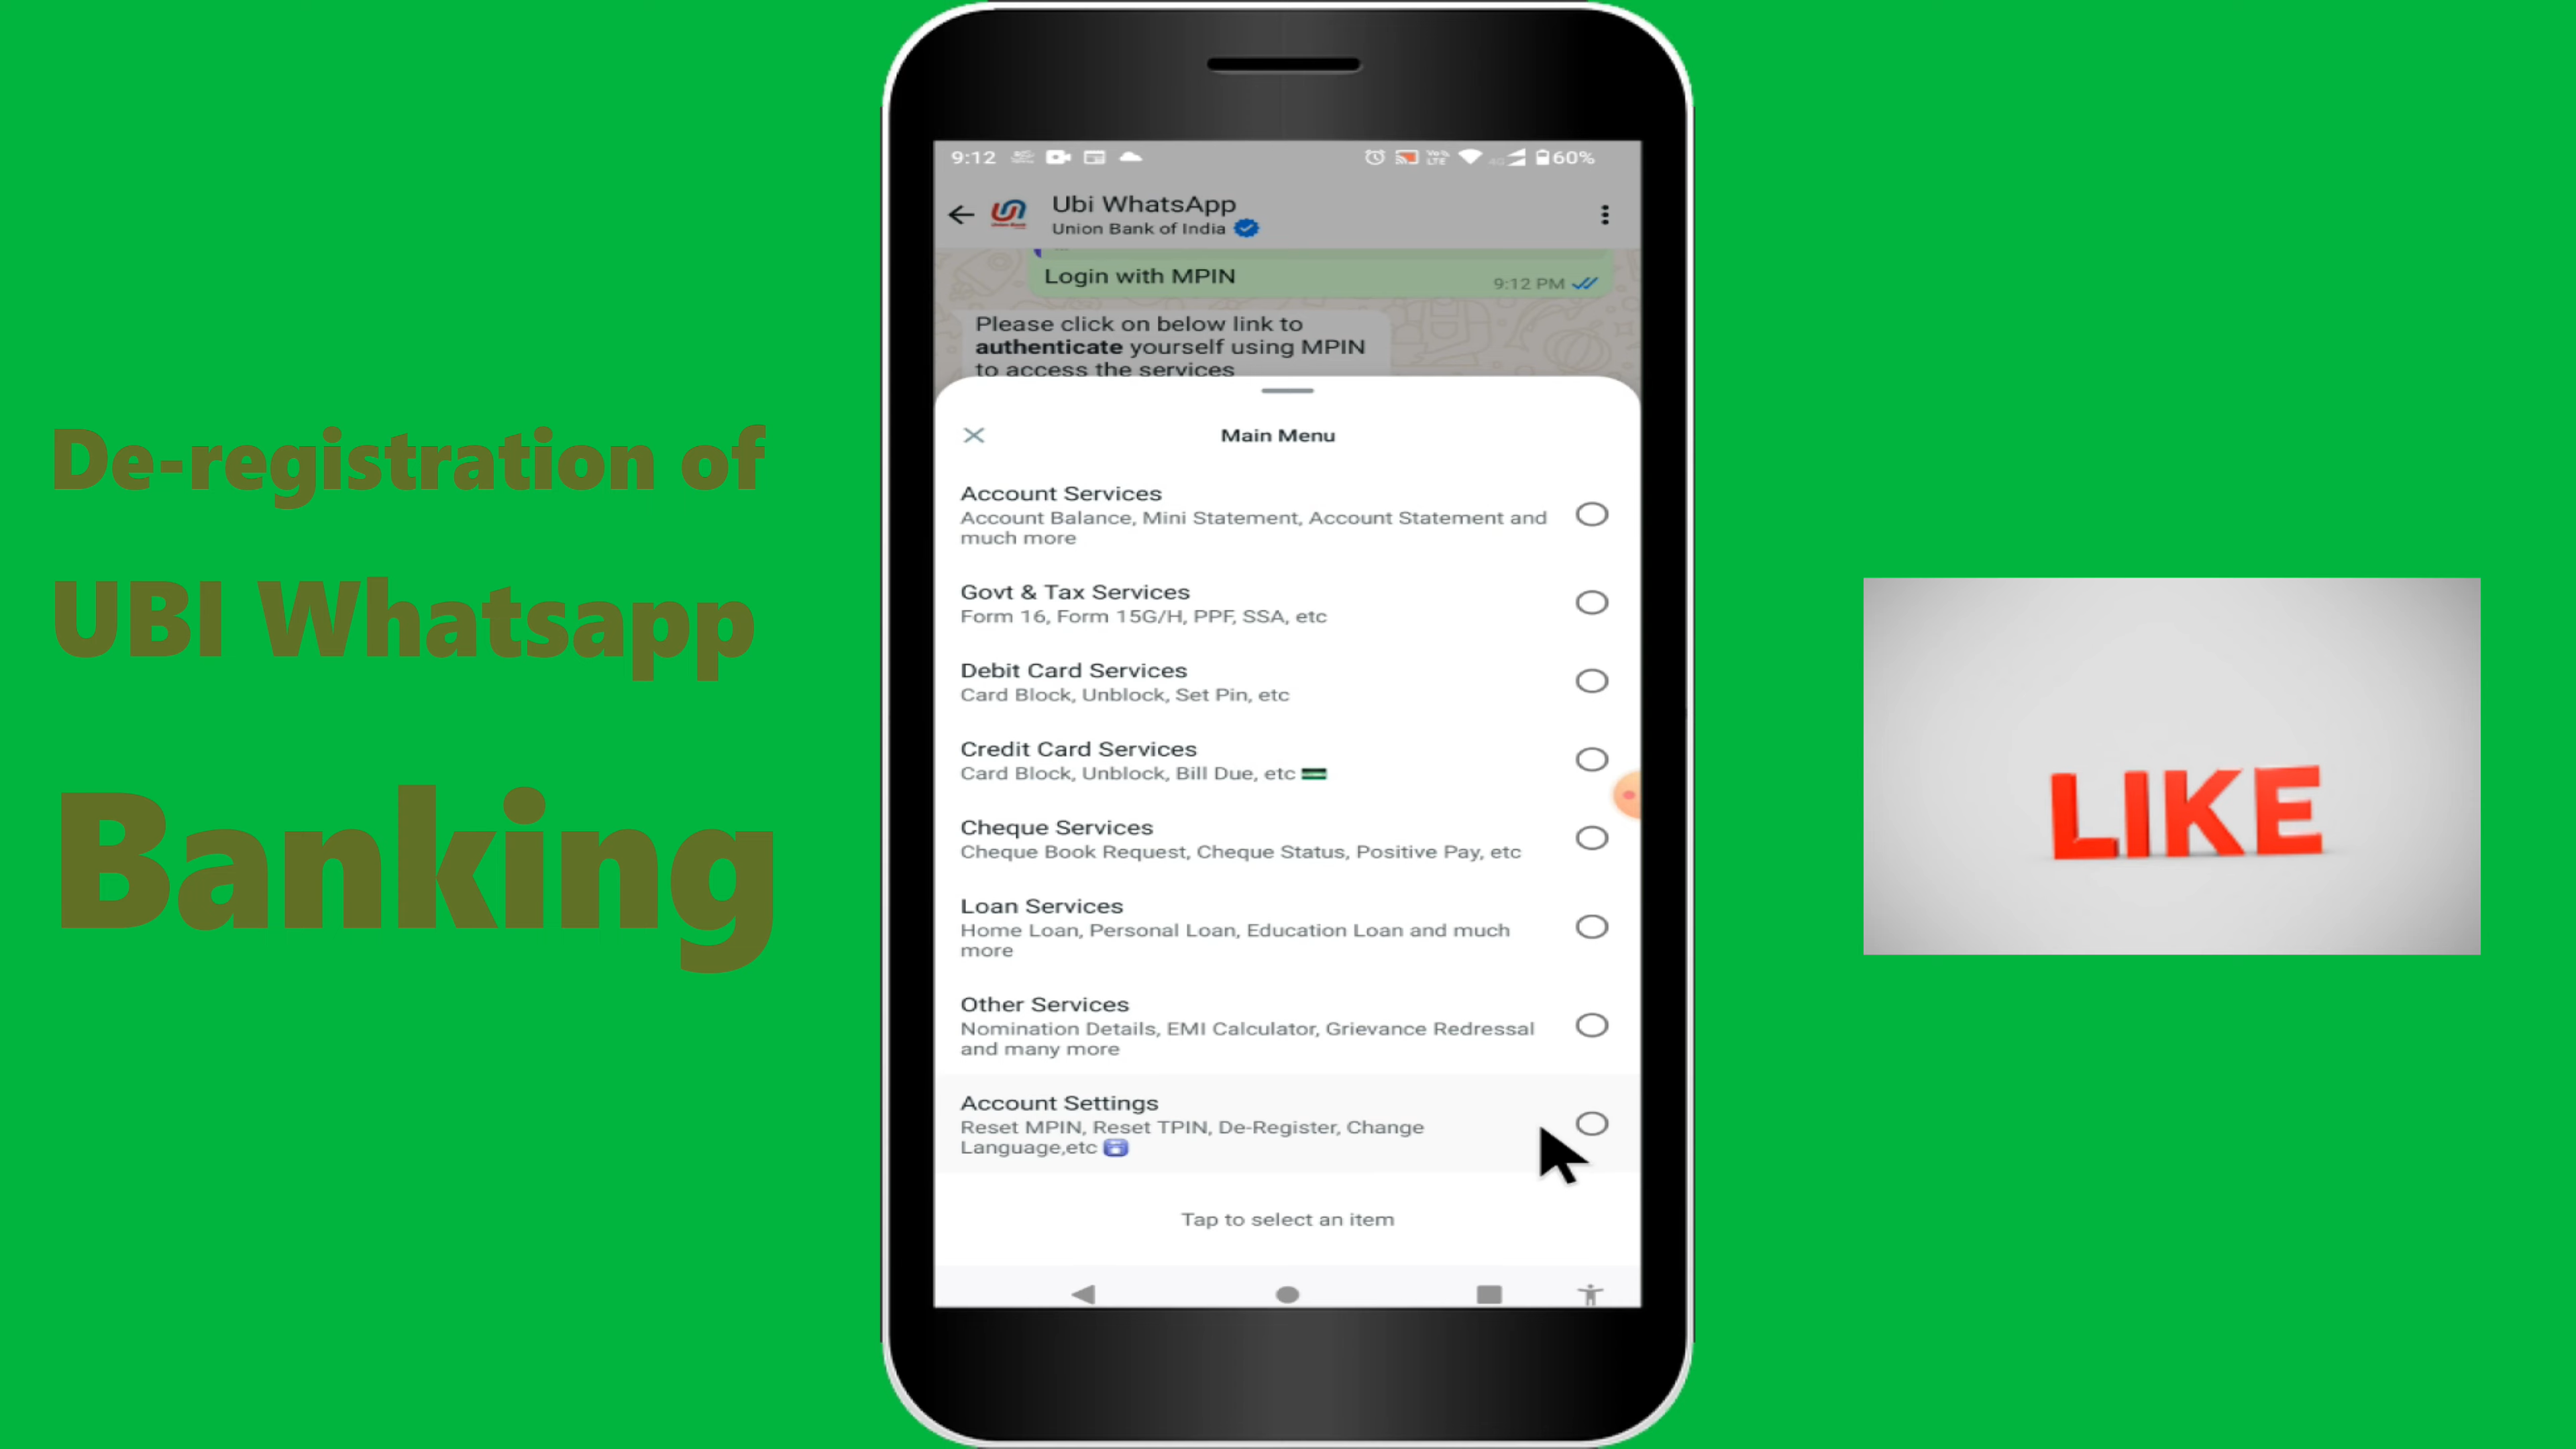 De-registration of
UBI Whatsapp
Banking
9:12
LTE
4G
60%
Ubi WhatsApp
Union Bank of India
Login with MPIN
9:12 PM
Please click on below link to
authenticate yourself using MPIN
to access the services
Main Menu
Account Services
Account Balance, Mini Statement, Account Statement and
much more
Govt & Tax Services
Form 16, Form 15G/H, PPF, SSA, etc
Debit Card Services
Card Block, Unblock, Set Pin, etc
Credit Card Services
Card Block, Unblock, Bill Due, etc
Cheque Services
Cheque Book Request, Cheque Status, Positive Pay, etc
Loan Services
Home Loan, Personal Loan, Education Loan and much
more
Other Services
Nomination Details, EMI Calculator, Grievance Redressal
and many more
Account Settings
Reset MPIN, Reset TPIN, De-Register, Change
Language,etc
Tap to select an item
LIKE